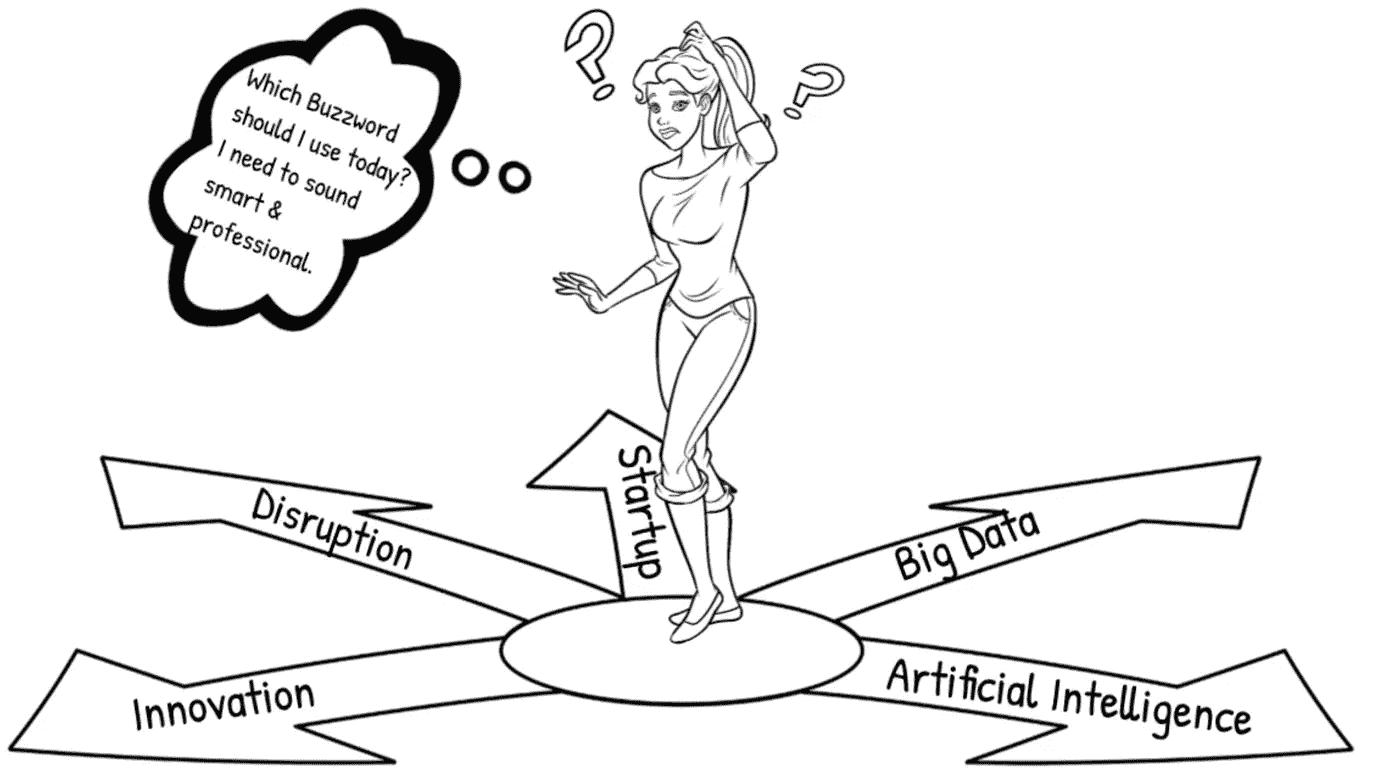 Which Buzzword
should I use today?
I need to sound
smart &
professional.
?
?
Startup
Disruption
Big Data
Innovation
Artificial Intelligence